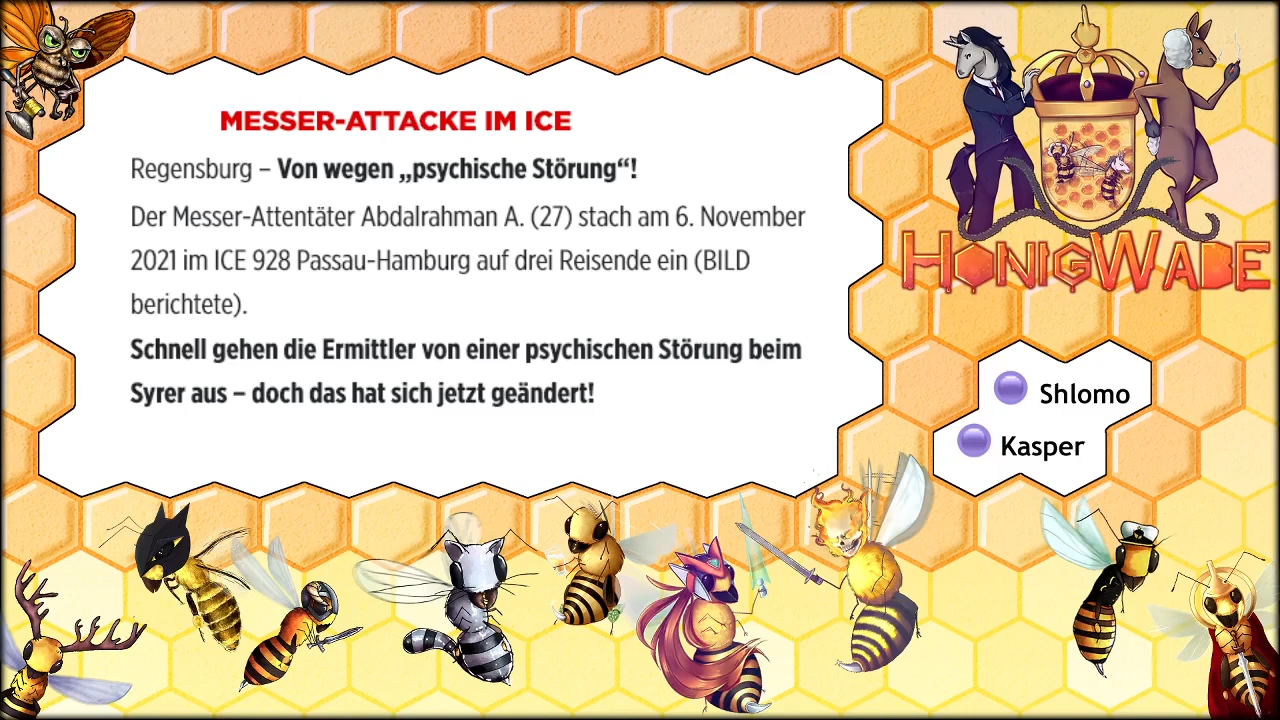 MESSER-ATTACKE IM ICE
Regensburg – Von wegen „psychische Störung“!
Der Messer-Attentäter Abdalrahman A. (27) stach am 6. November
2021 im ICE 928 Passau-Hamburg auf drei Reisende ein (BILD
berichtete).
Schnell gehen die Ermittler von einer psychischen Störung beim
Syrer aus – doch das hat sich jetzt geändert!
HONIGWABE
Shlomo
Kasper